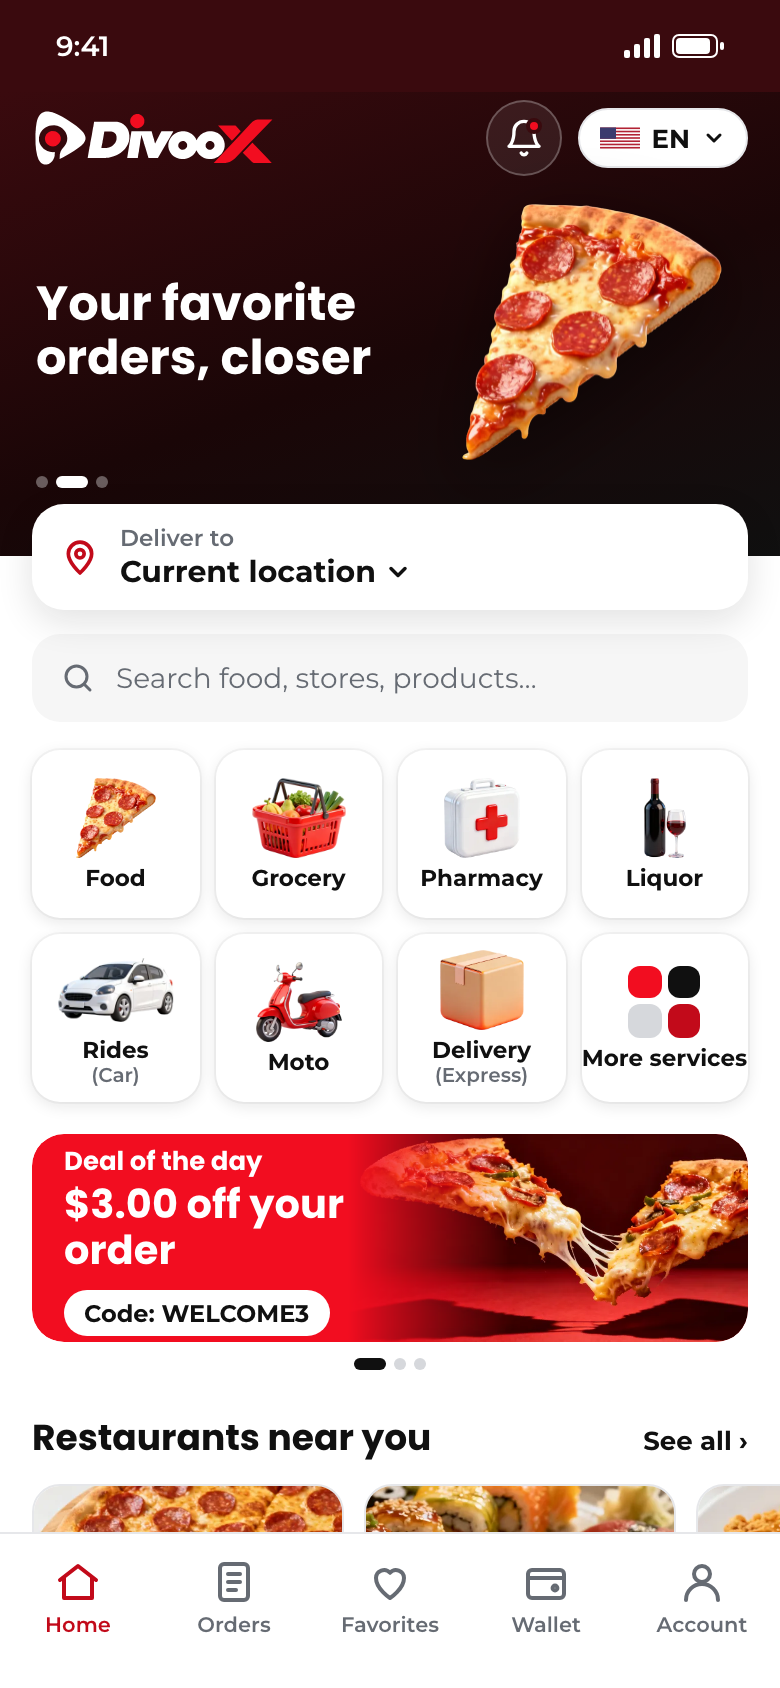 9:41
DivooX
EN
Your favorite
orders, closer
Deliver to
Current location
Search food, stores, products...
Food
Grocery
Pharmacy
Liquor
Rides
(Car)
Moto
Delivery
(Express)
More services
Deal of the day
$3.00 off your
order
Code: WELCOME3
Restaurants near you
See all ›
Home
Orders
Favorites
Wallet
Account